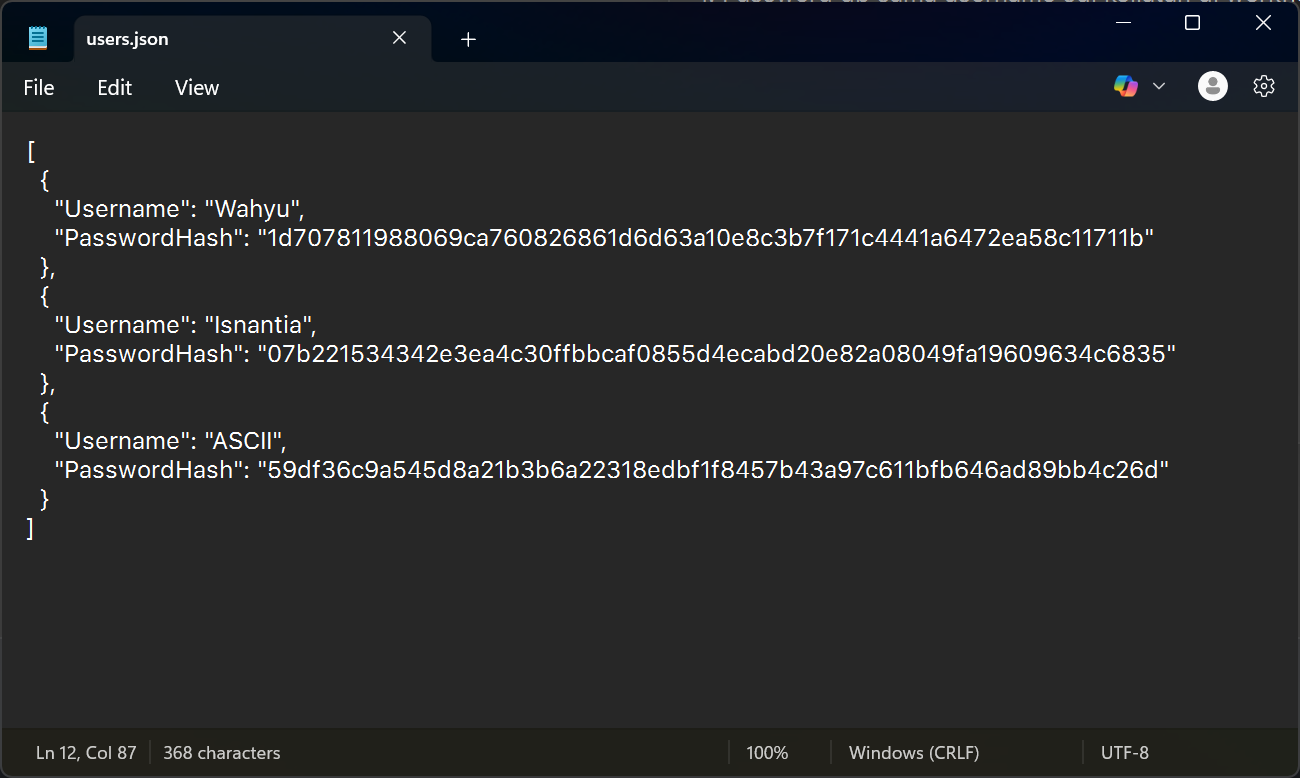 users.json
File Edit View
[
  {
    "Username": "Wahyu",
    "PasswordHash": "1d707811988069ca760826861d6d63a10e8c3b7f171c4441a6472ea58c11711b"
  },
  {
    "Username": "Isnantia",
    "PasswordHash": "07b221534342e3ea4c30ffbbcaf0855d4ecabd20e82a08049fa19609634c6835"
  },
  {
    "Username": "ASCII",
    "PasswordHash": "59df36c9a545d8a21b3b6a22318edbf1f8457b43a97c611bfb646ad89bb4c26d"
  }
]
Ln 12, Col 87 368 characters 100% Windows (CRLF) UTF-8